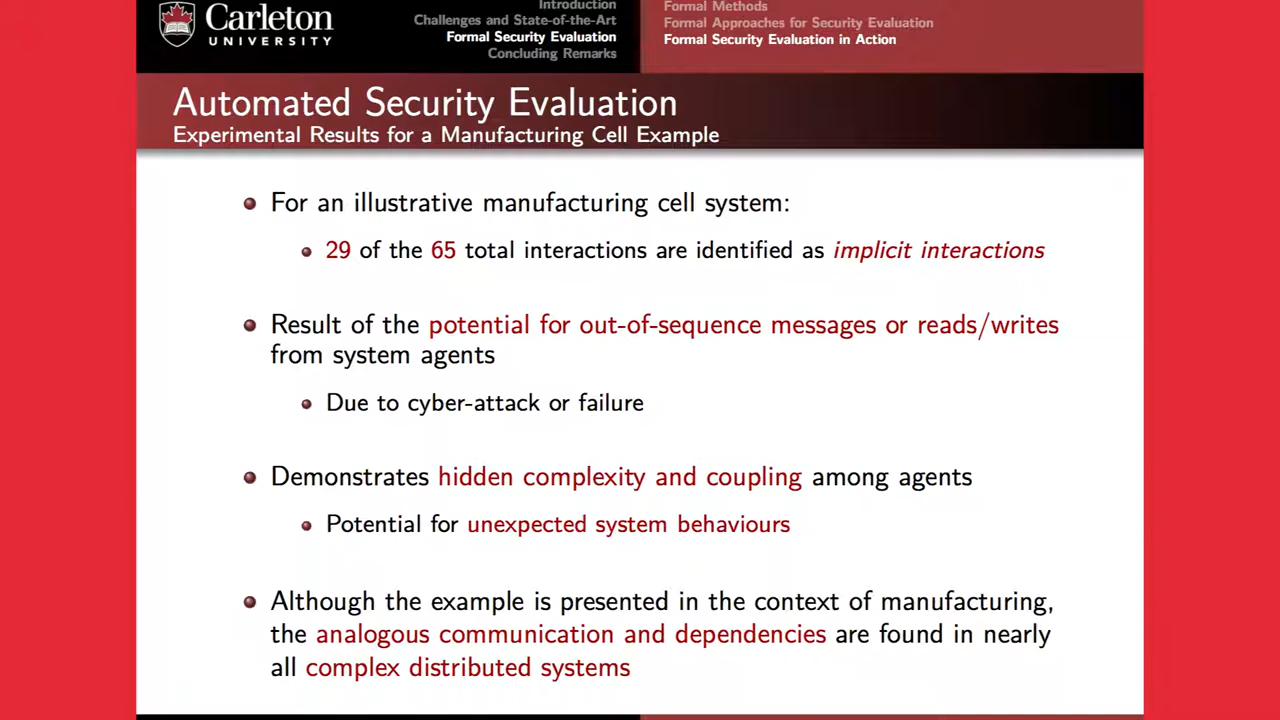 Carleton
UNIVERSITY
Introduction
Challenges and State-of-the-Art
Formal Security Evaluation
Concluding Remarks
Formal Methods
Formal Approaches for Security Evaluation
Formal Security Evaluation in Action
Automated Security Evaluation
Experimental Results for a Manufacturing Cell Example
For an illustrative manufacturing cell system:
29 of the 65 total interactions are identified as implicit interactions
Result of the potential for out-of-sequence messages or reads/writes
from system agents
Due to cyber-attack or failure
Demonstrates hidden complexity and coupling among agents
Potential for unexpected system behaviours
Although the example is presented in the context of manufacturing,
the analogous communication and dependencies are found in nearly
all complex distributed systems